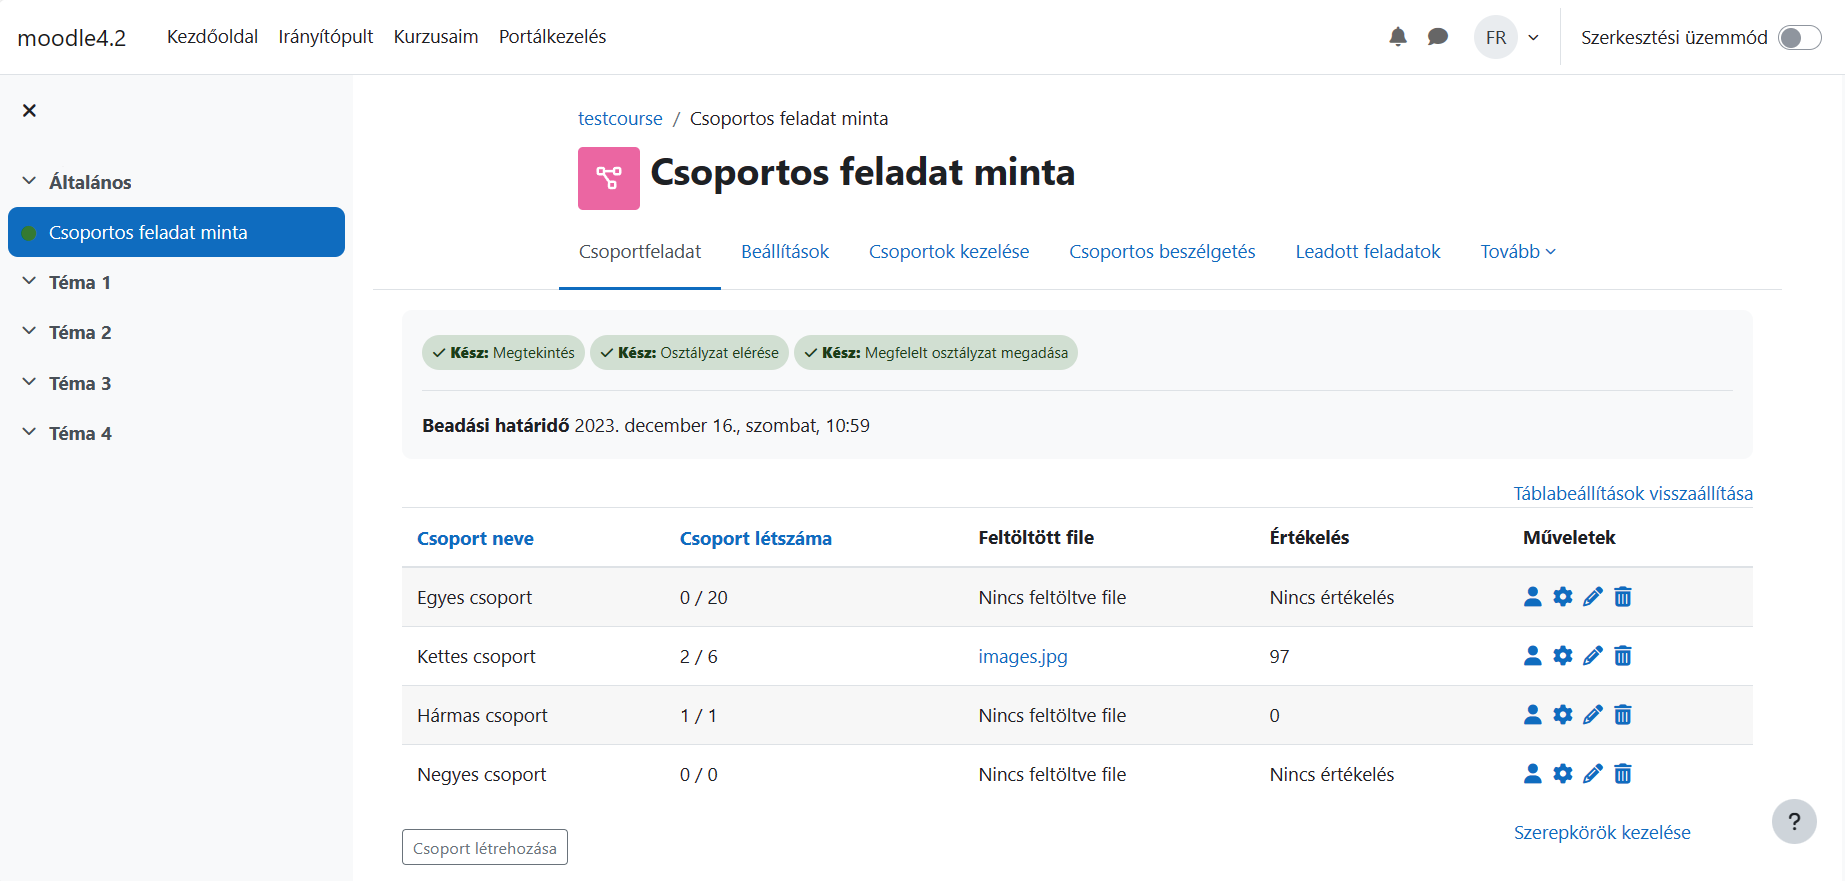 moodle4.2 Kezdőoldal Irányítópult Kurzusaim Portálkezelés FR Szerkesztési üzemmód
Általános
Csoportos feladat minta
Téma 1
Téma 2
Téma 3
Téma 4
testcourse / Csoportos feladat minta
Csoportos feladat minta
Csoportfeladat Beállítások Csoportok kezelése Csoportos beszélgetés Leadott feladatok Tovább
Kész: Megtekintés Kész: Osztályzat elérése Kész: Megfelelt osztályzat megadása
Beadási határidő 2023. december 16., szombat, 10:59
Táblabeállítások visszaállítása
Csoport neve Csoport létszáma Feltöltött file Értékelés Műveletek
Egyes csoport 0 / 20 Nincs feltöltve file Nincs értékelés
Kettes csoport 2 / 6 images.jpg 97
Hármas csoport 1 / 1 Nincs feltöltve file 0
Negyes csoport 0 / 0 Nincs feltöltve file Nincs értékelés
Szerepkörök kezelése
?
Csoport létrehozása